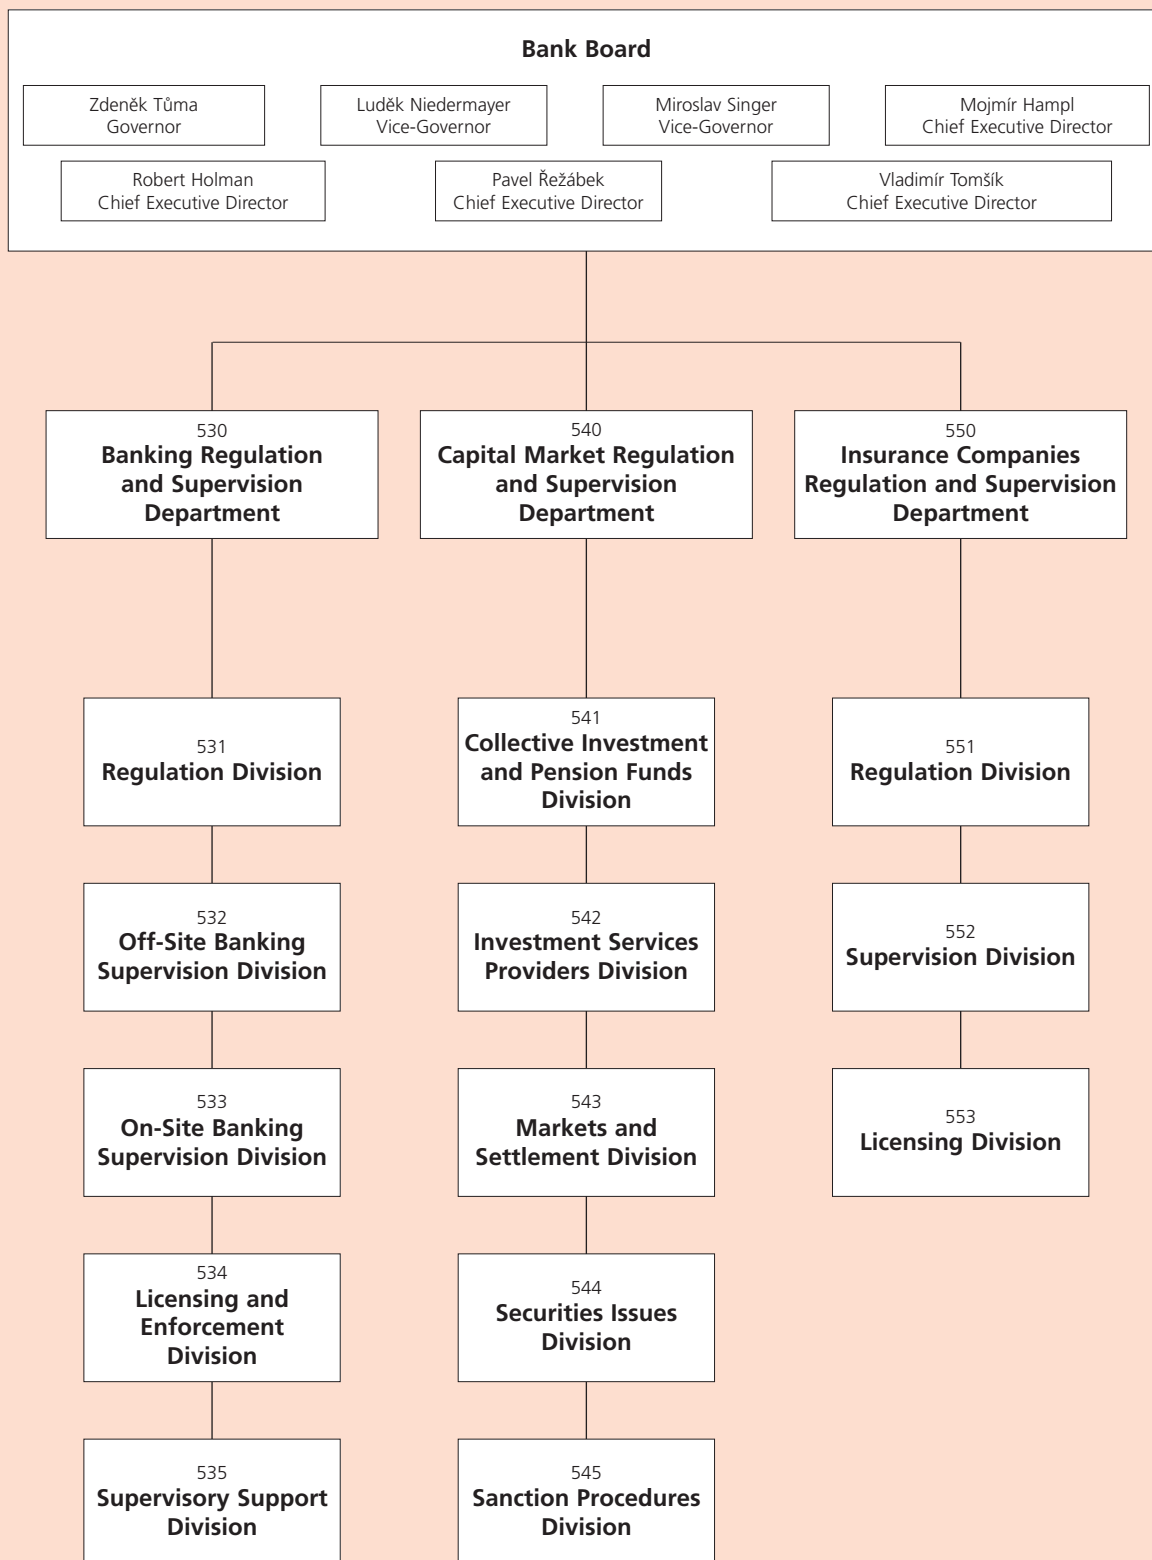 Bank Board
Zdeněk Tůma
Governor
Luděk Niedermayer
Vice-Governor
Miroslav Singer
Vice-Governor
Mojmír Hampl
Chief Executive Director
Robert Holman
Chief Executive Director
Pavel Řežábek
Chief Executive Director
Vladimír Tomšík
Chief Executive Director
530
Banking Regulation
and Supervision
Department
540
Capital Market Regulation
and Supervision
Department
550
Insurance Companies
Regulation and Supervision
Department
531
Regulation Division
541
Collective Investment
and Pension Funds
Division
551
Regulation Division
532
Off-Site Banking
Supervision Division
542
Investment Services
Providers Division
552
Supervision Division
533
On-Site Banking
Supervision Division
543
Markets and
Settlement Division
553
Licensing Division
534
Licensing and
Enforcement
Division
544
Securities Issues
Division
535
Supervisory Support
Division
545
Sanction Procedures
Division